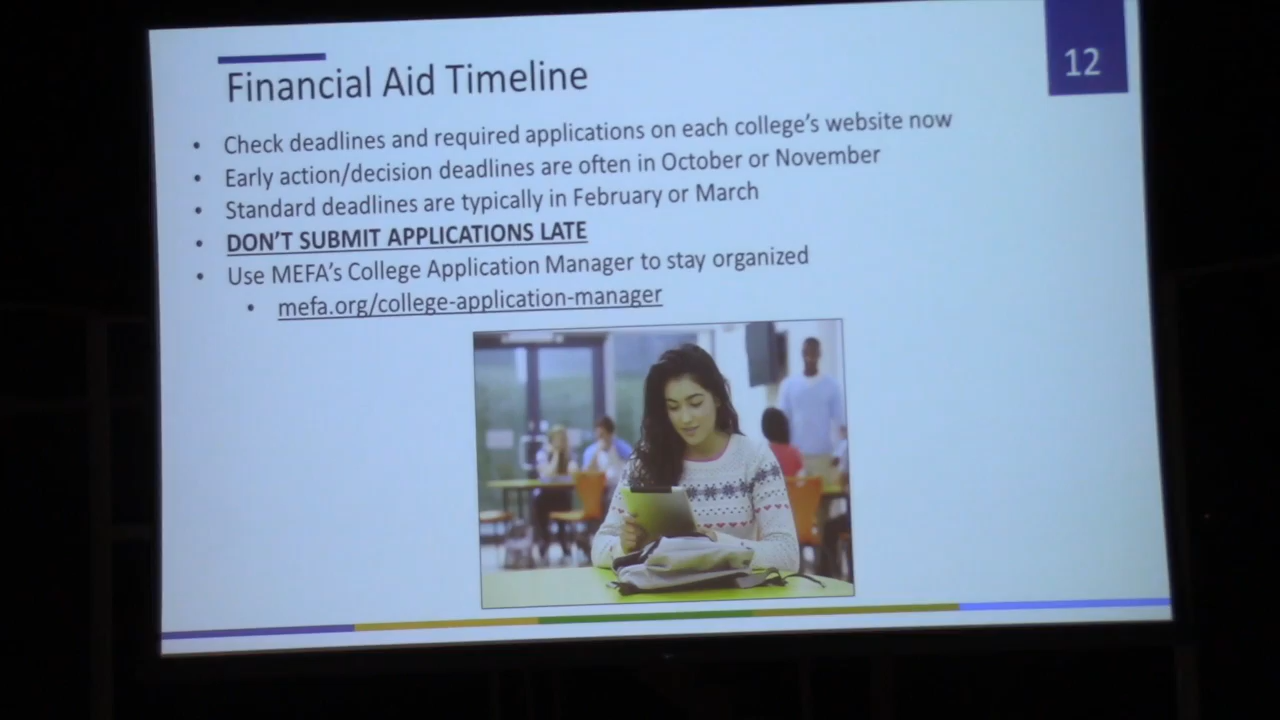 12
Financial Aid Timeline
• Check deadlines and required applications on each college's website now
• Early action/decision deadlines are often in October or November
• Standard deadlines are typically in February or March
• DON'T SUBMIT APPLICATIONS LATE
• Use MEFA's College Application Manager to stay organized
• mefa.org/college-application-manager